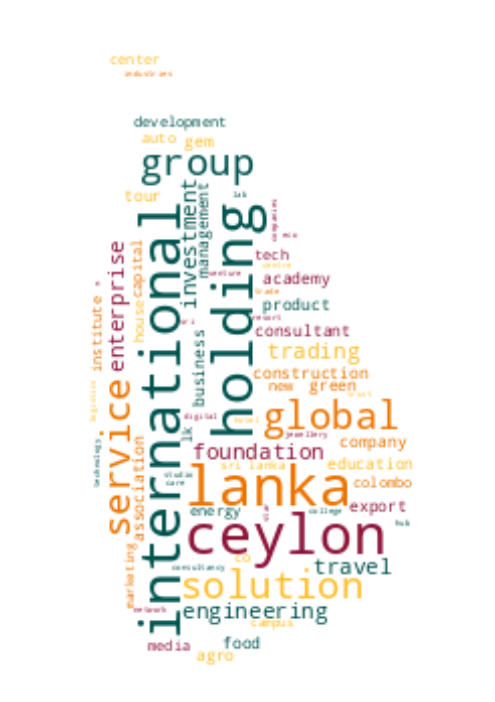 center
industries
development
auto
gem
group
tour
lab
international
investment
management
holding
companies
eco
enterprise
capital
house
institute
tech
centre
academy
venture
trade
product
resort
consultant
business
trading
construction
new
green
trust
service
logistics
digital
hotel
global
lk
jewellery
company
technology
association
foundation
sri lanka
education
studio
care
lanka
colombo
energy
college
export
hub
ceylon
marketing
co
consultancy
travel
solution
network
engineering
campus
media
food
agro